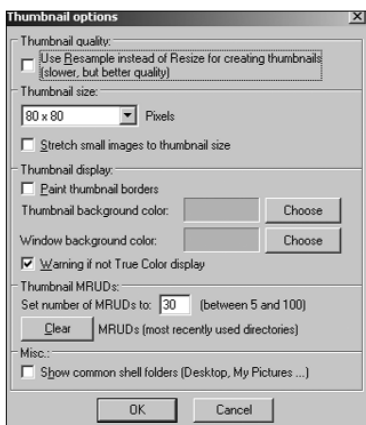 Thumbnail options
Thumbnail quality:
Use Resample instead of Resize for creating thumbnails
(slower, but better quality)
Thumbnail size:
80 x 80 Pixels
Stretch small images to thumbnail size
Thumbnail display:
Paint thumbnail borders
Thumbnail background color: Choose
Window background color: Choose
Warning if not True Color display
Thumbnail MRUDs:
Set number of MRUDs to: 30 (between 5 and 100)
Clear MRUDs (most recently used directories)
Misc.:
Show common shell folders (Desktop, My Pictures ...)
OK Cancel